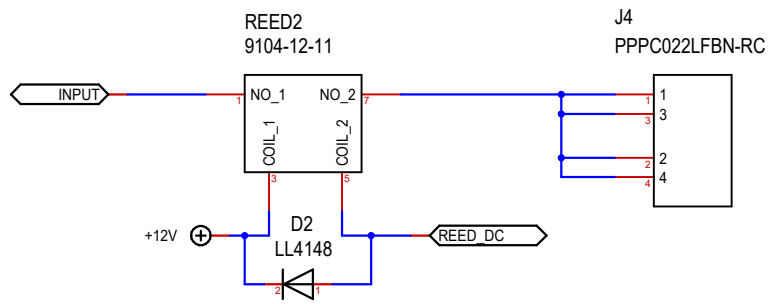 REED2
9104-12-11
J4
PPPC022LFBN-RC
INPUT
1
NO_1
NO_2
7
COIL_1
COIL_2
3
5
1
1
3
3
2
2
4
4
+12V
D2
LL4148
2
1
REED_DC